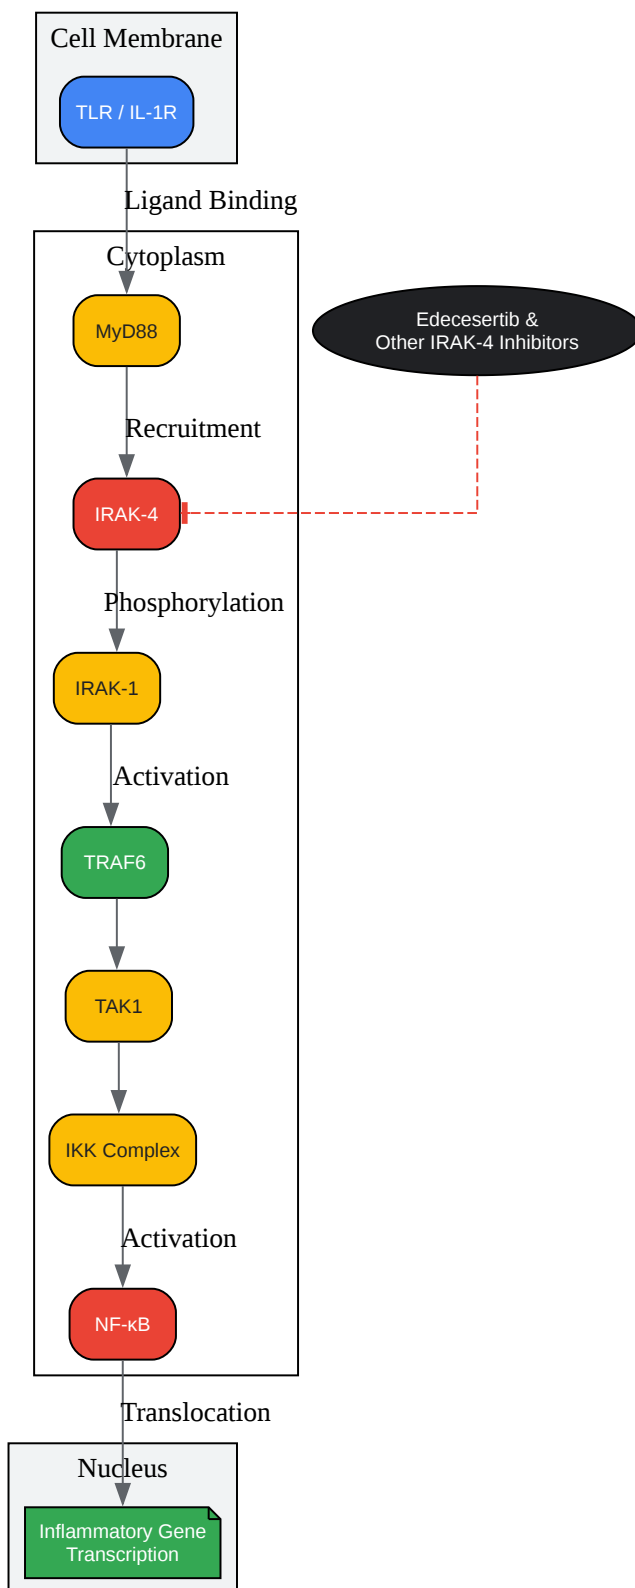 Cell Membrane
TLR / IL-1R
Ligand Binding
Cytoplasm
MyD88
Edecesertib &
Other IRAK-4 Inhibitors
Recruitment
IRAK-4
Phosphorylation
IRAK-1
Activation
TRAF6
TAK1
IKK Complex
Activation
NF-κB
Translocation
Nucleus
Inflammatory Gene
Transcription